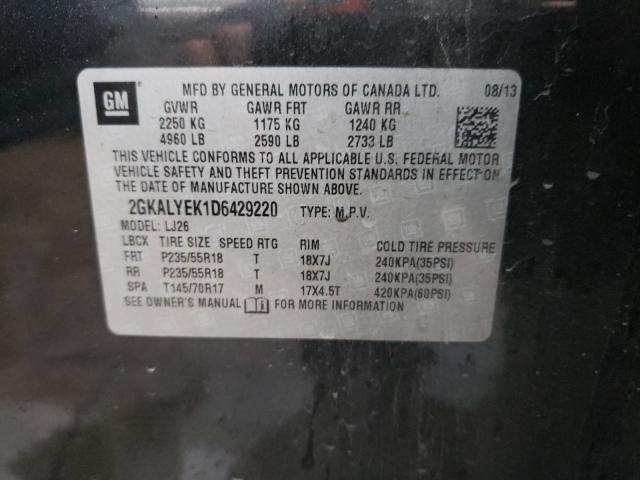 GM
MFD BY GENERAL MOTORS OF CANADA LTD. 08/13
GVWR GAWR FRT GAWR RR
2250 KG 1175 KG 1240 KG
4960 LB 2590 LB 2733 LB
THIS VEHICLE CONFORMS TO ALL APPLICABLE U.S. FEDERAL MOTOR
VEHICLE SAFETY AND THEFT PREVENTION STANDARDS IN EFFECT ON
THE DATE OF MANUFACTURE SHOWN ABOVE.
2GKALYEK1D6429220 TYPE: M.P.V.
MODEL: LJ26
LBCX TIRE SIZE SPEED RTG RIM COLD TIRE PRESSURE
FRT P235/55R18 T 18X7J 240KPA(35PSI)
RR P235/55R18 T 18X7J 240KPA(35PSI)
SPA T145/70R17 M 17X4.5T 420KPA(60PSI)
SEE OWNER'S MANUAL FOR MORE INFORMATION